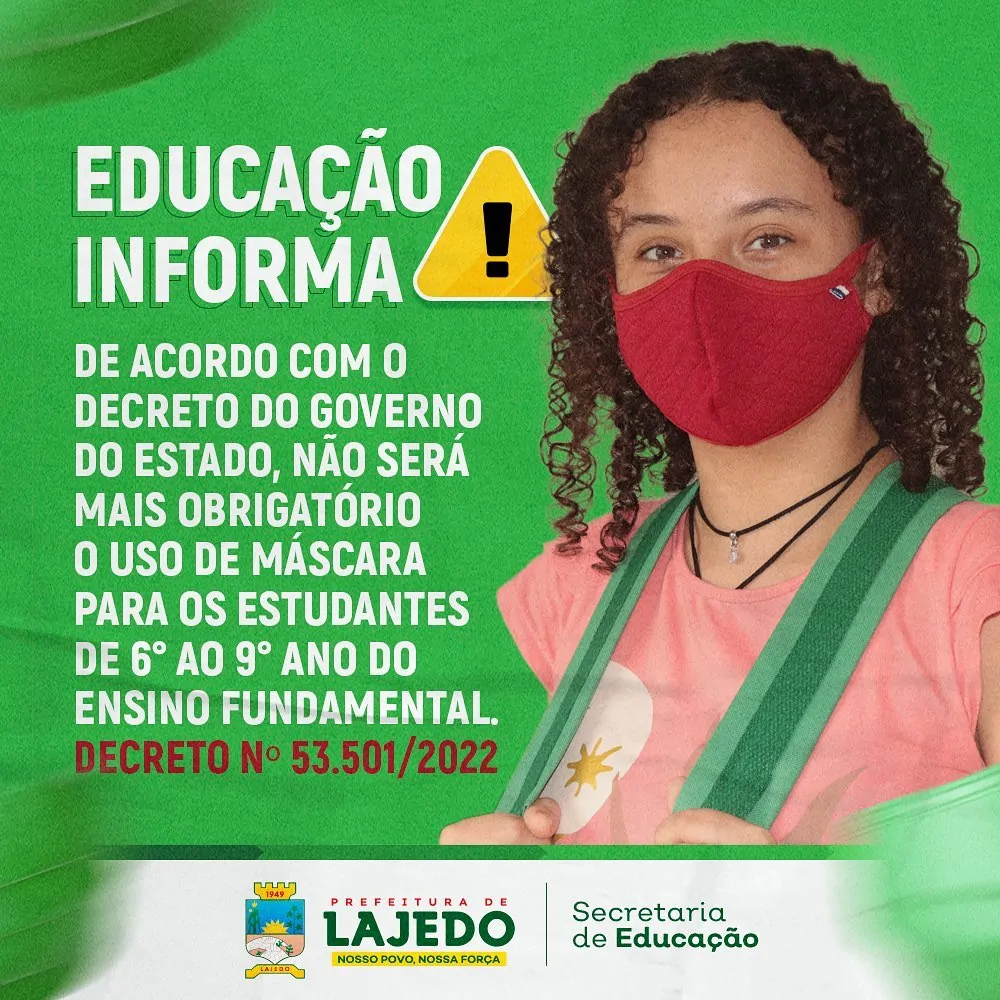 EDUCAÇÃO
INFORMA
!
DE ACORDO COM O
DECRETO DO GOVERNO
DO ESTADO, NÃO SERÁ
MAIS OBRIGATÓRIO
O USO DE MÁSCARA
PARA OS ESTUDANTES
DE 6° AO 9° ANO DO
ENSINO FUNDAMENTAL.
DECRETO Nº 53.501/2022
1949
LAJEDO
PREFEITURA DE
LAJEDO
NOSSO POVO, NOSSA FORÇA
Secretaria
de Educação